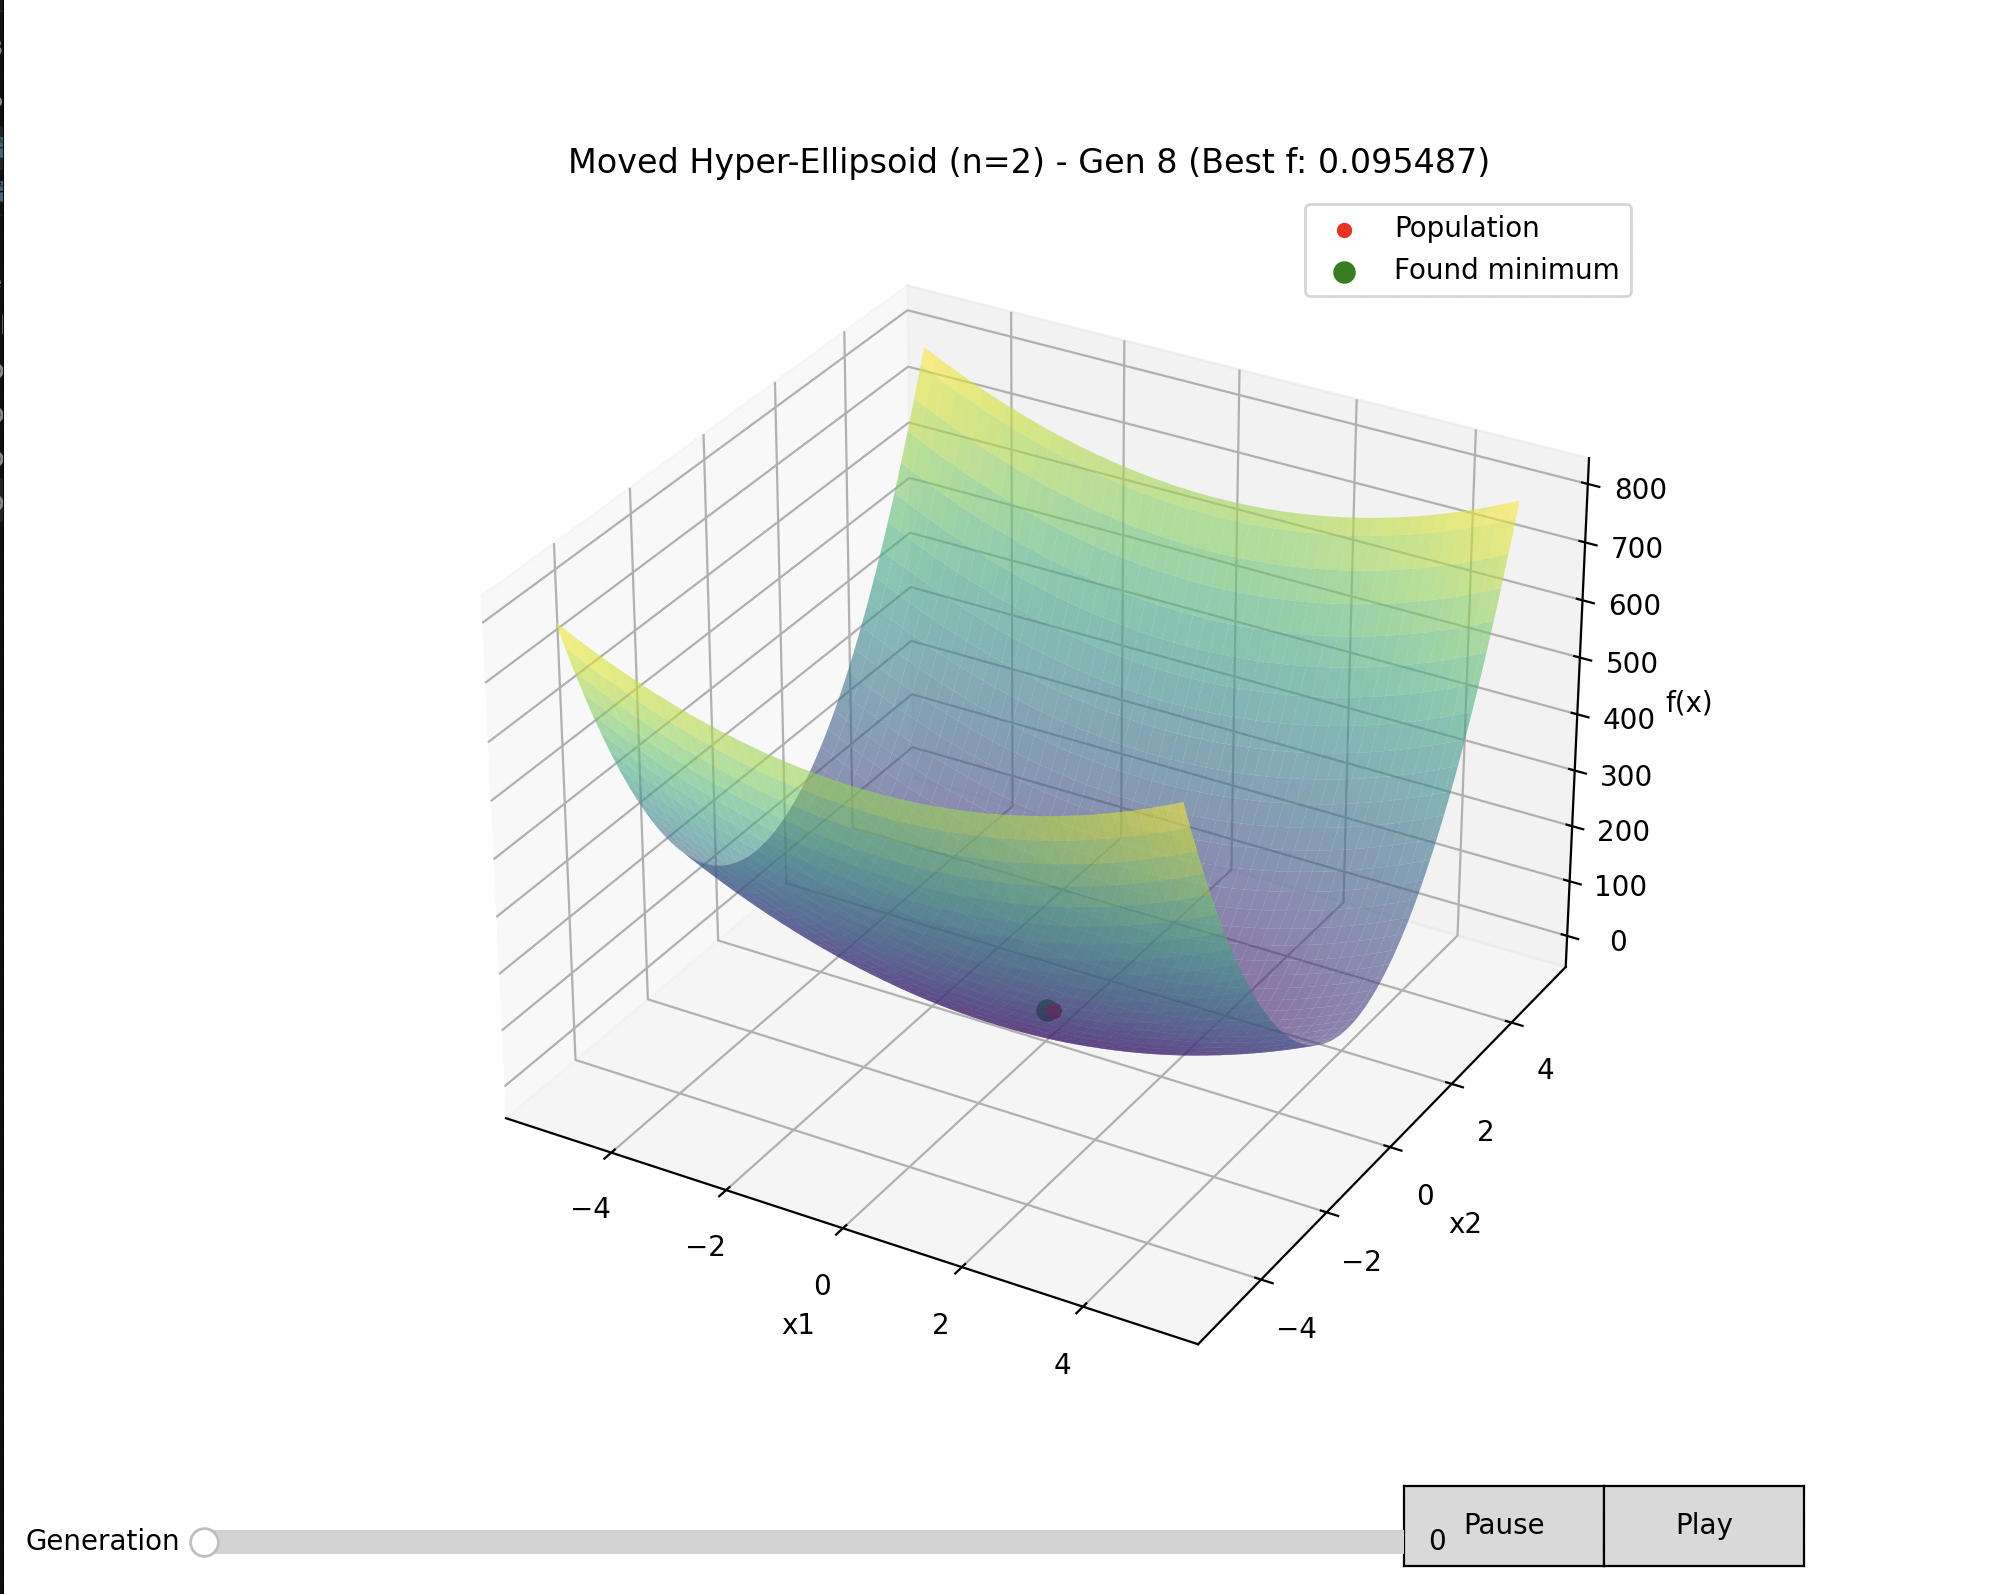 Moved Hyper-Ellipsoid (n=2) - Gen 8 (Best f: 0.095487)
Population
Found minimum
800
700
600
500
400
f(x)
300
200
100
0
4
2
0
x2
−2
−4
−4
−2
0
x1
2
4
Generation
0
Pause
Play